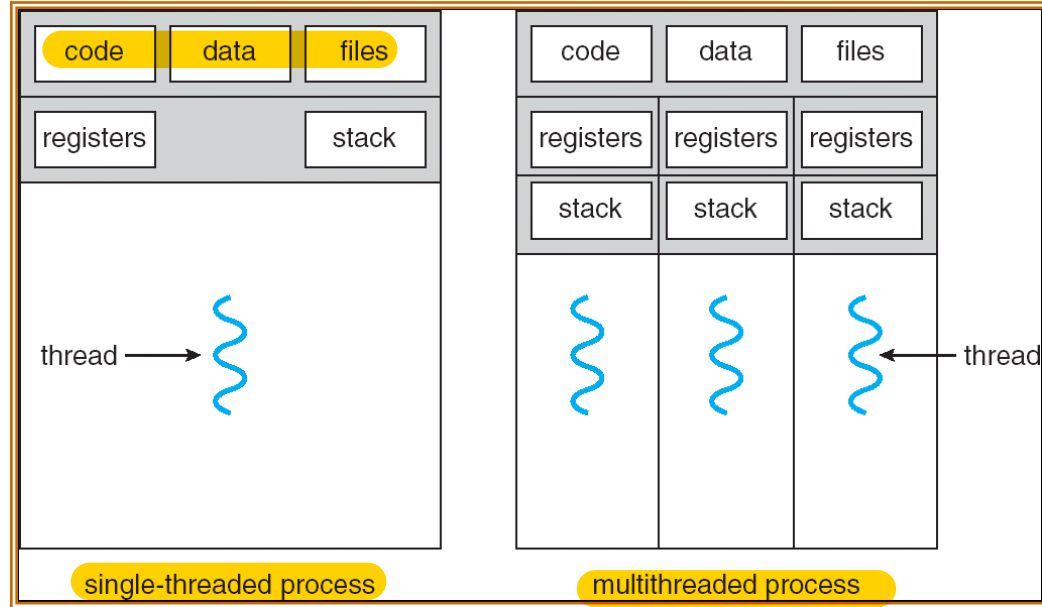 code data files code data files
registers stack registers registers registers
stack stack stack
thread thread
single-threaded process multithreaded process